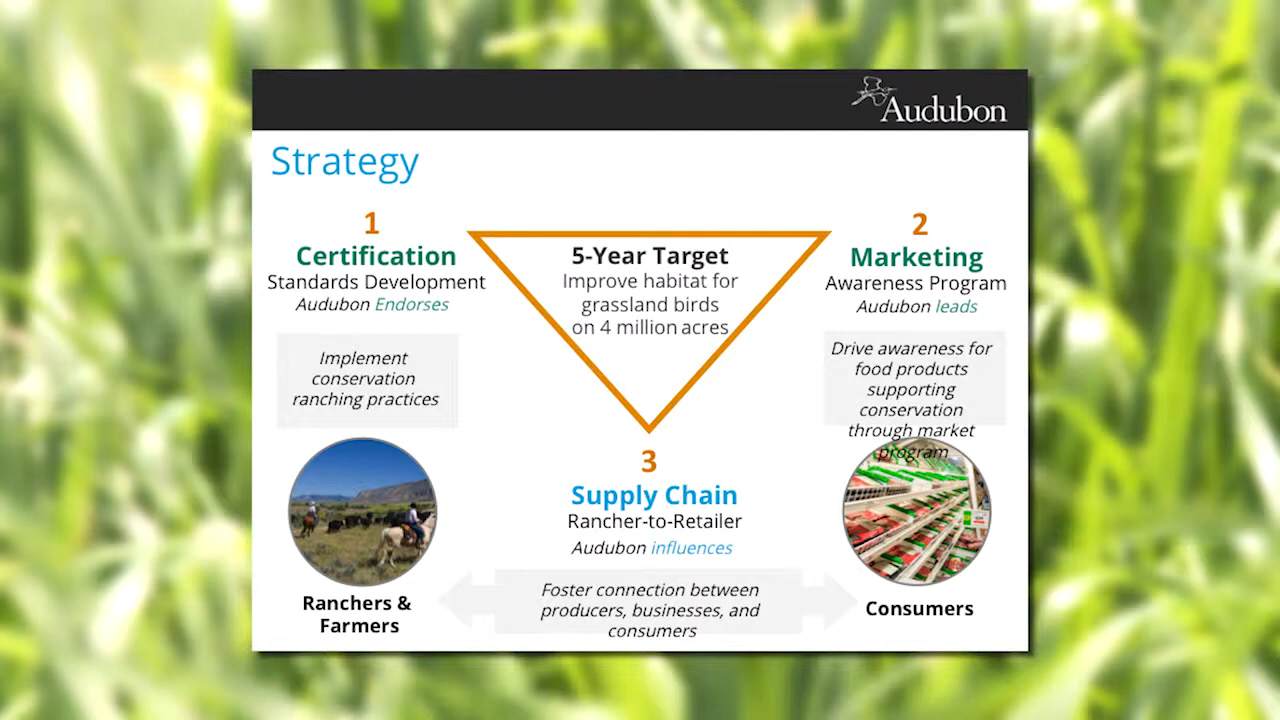 Audubon
Strategy
1
Certification
Standards Development
Audubon Endorses
Implement
conservation
ranching practices
Ranchers &
Farmers
5-Year Target
Improve habitat for
grassland birds
on 4 million acres
2
Marketing
Awareness Program
Audubon leads
Drive awareness for
food products
supporting
conservation
through market
program
Consumers
3
Supply Chain
Rancher-to-Retailer
Audubon influences
Foster connection between
producers, businesses, and
consumers